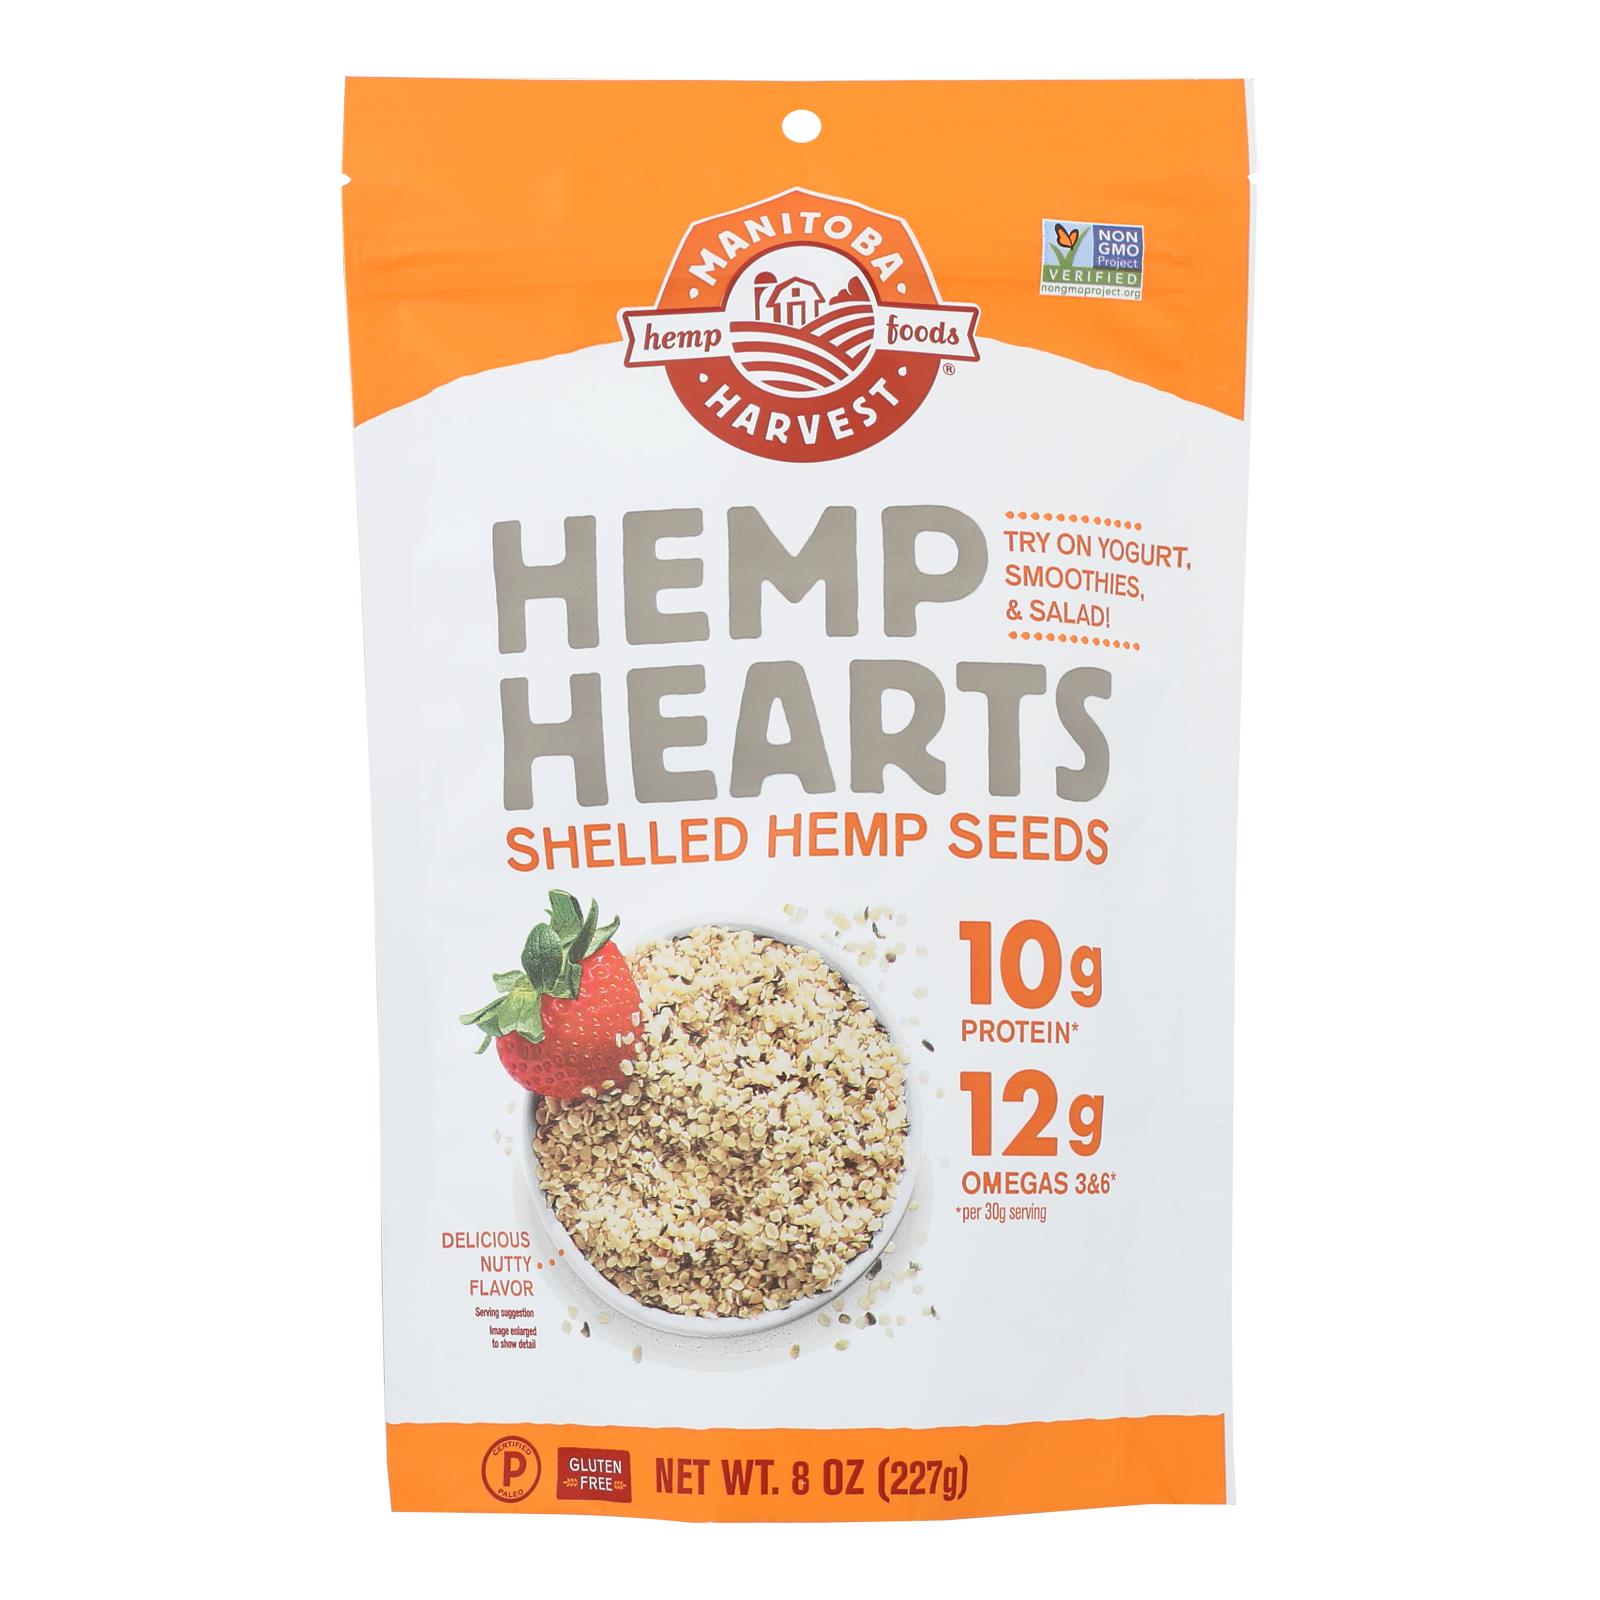 MANITOBA
hemp foods
HARVEST
®
NON
GMO
Project
VERIFIED
nongmoproject.org
HEMP
HEARTS
TRY ON YOGURT,
SMOOTHIES,
& SALAD!
SHELLED HEMP SEEDS
10g
PROTEIN*
12g
OMEGAS 3&6*
*per 30g serving
DELICIOUS
NUTTY
FLAVOR
Serving suggestion
Image enlarged
to show detail
CERTIFIED
P
PALEO
GLUTEN
FREE
NET WT. 8 OZ (227g)